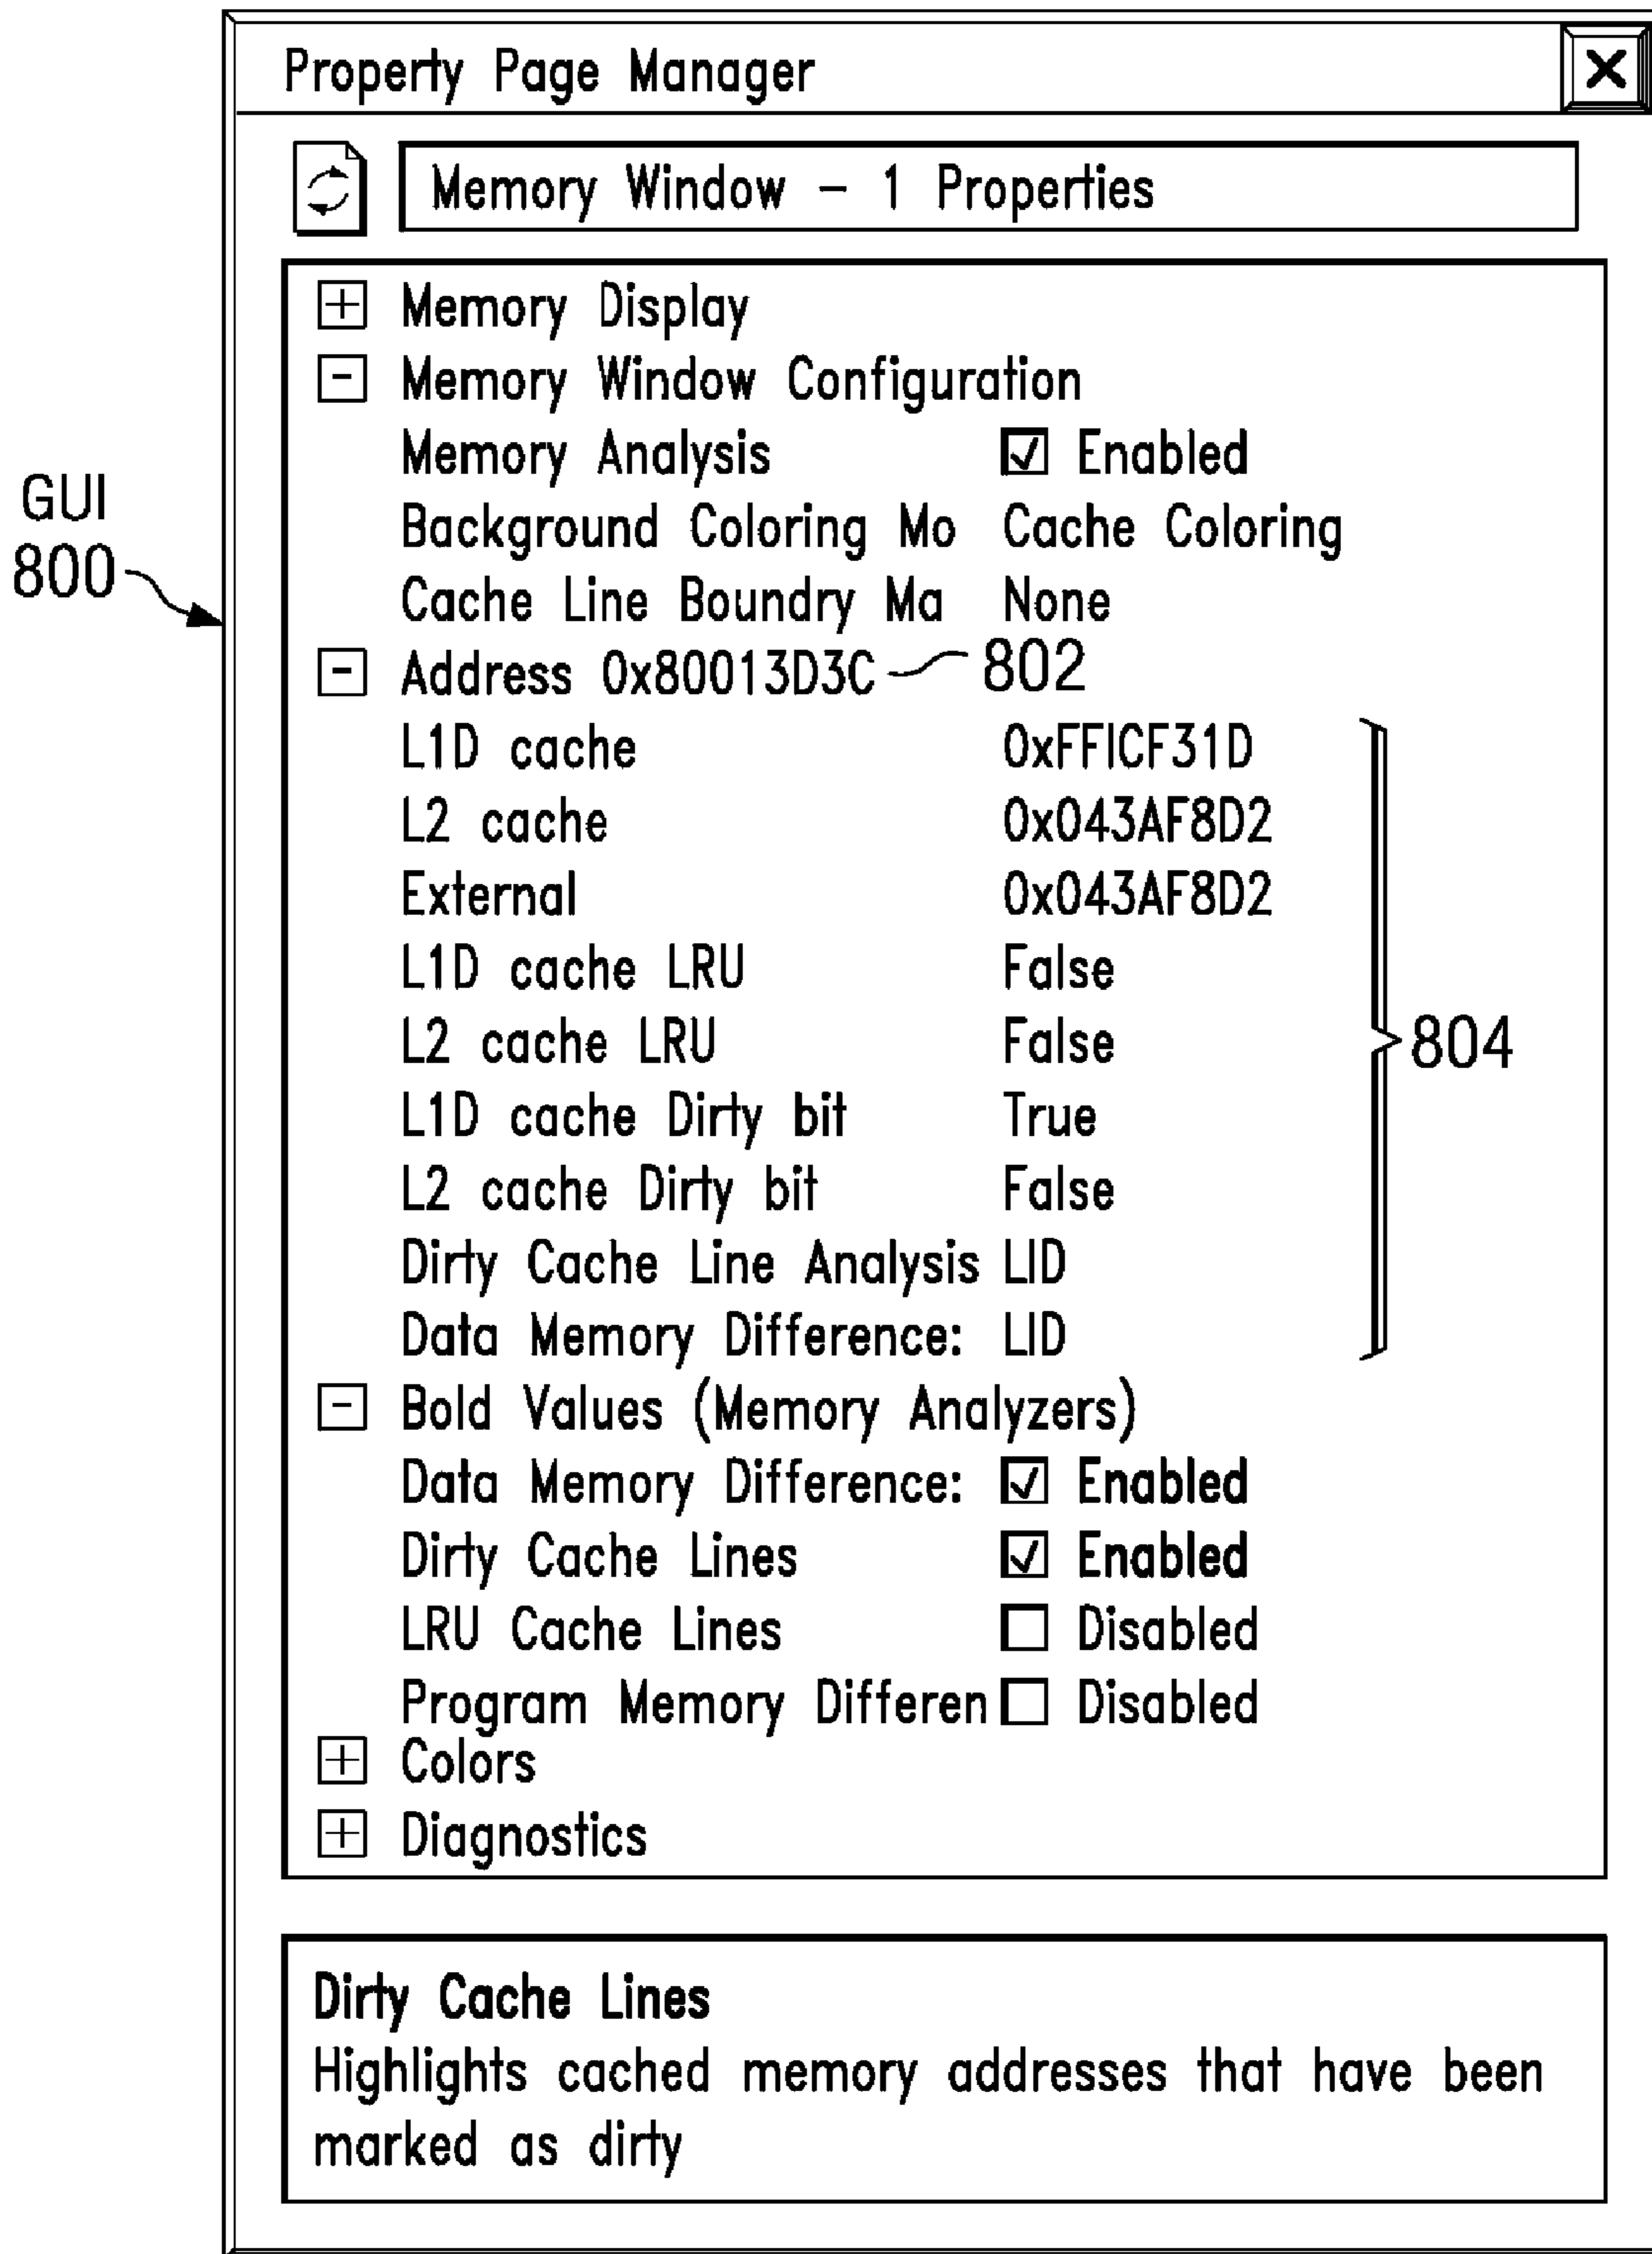 Property Page Manager
Memory Window – 1 Properties
Memory Display
Memory Window Configuration
Memory Analysis Enabled
Background Coloring Mo Cache Coloring
Cache Line Boundry Ma None
GUI
800
Address 0x80013D3C 802
L1D cache 0xFFICF31D
L2 cache 0x043AF8D2
External 0x043AF8D2
L1D cache LRU False
L2 cache LRU False
804
L1D cache Dirty bit True
L2 cache Dirty bit False
Dirty Cache Line Analysis LID
Data Memory Difference: LID
Bold Values (Memory Analyzers)
Data Memory Difference: Enabled
Dirty Cache Lines Enabled
LRU Cache Lines Disabled
Program Memory Differen Disabled
Colors
Diagnostics
Dirty Cache Lines
Highlights cached memory addresses that have been
marked as dirty